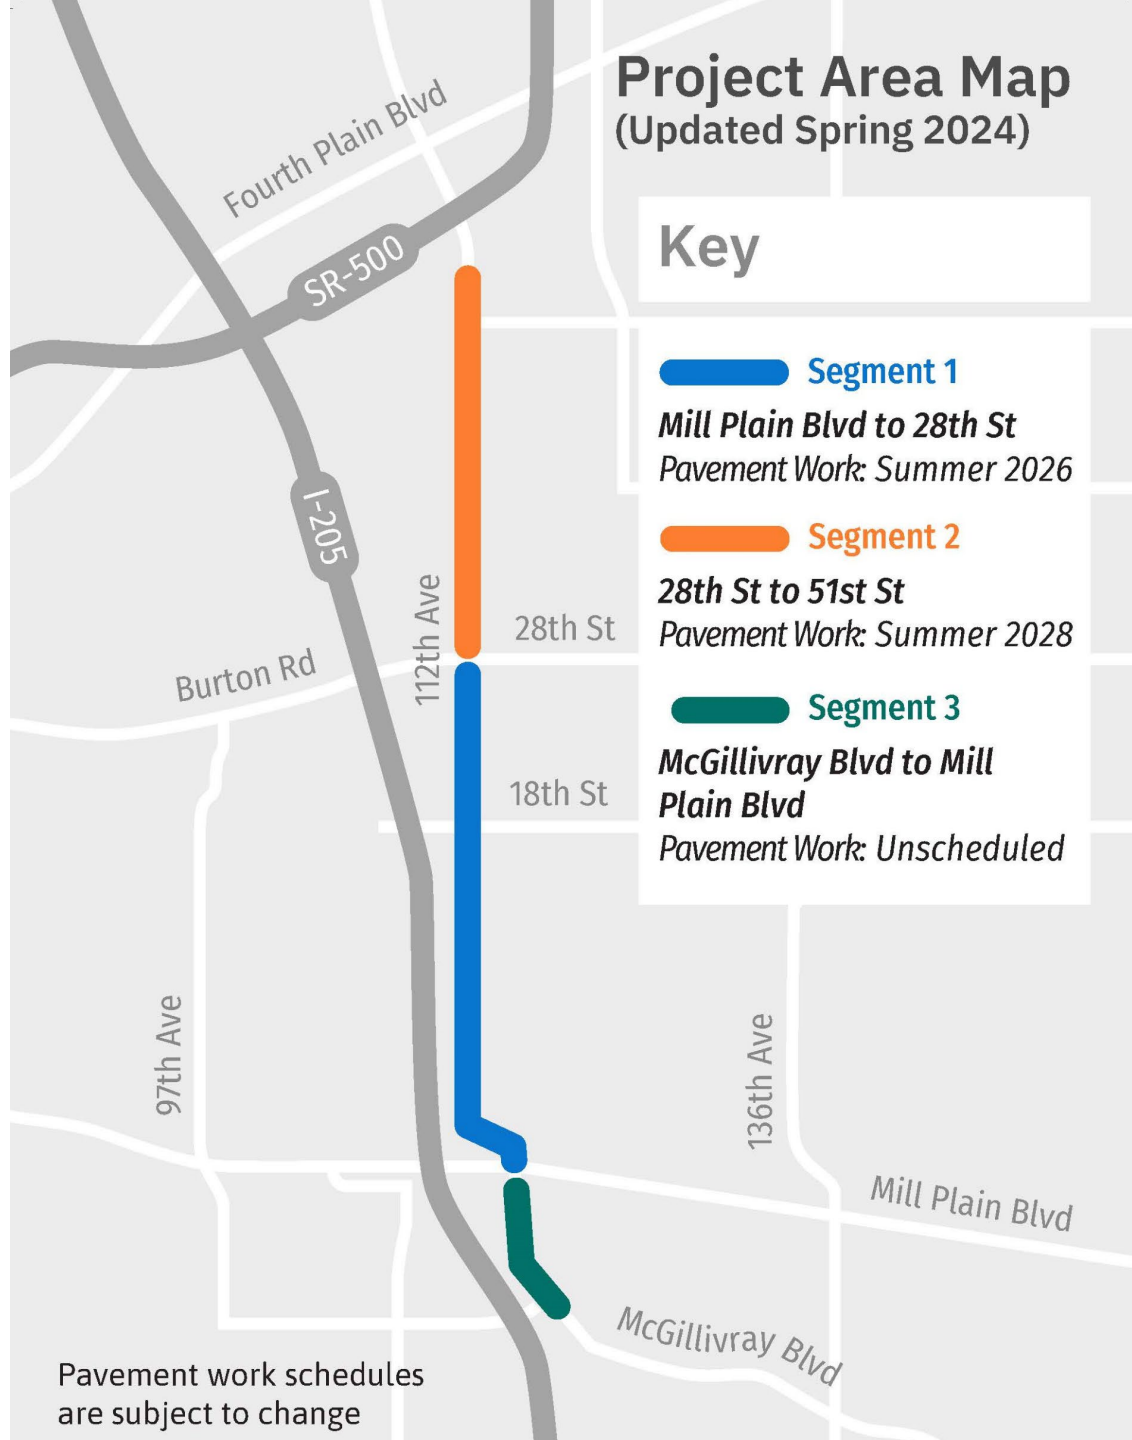 Project Area Map
(Updated Spring 2024)
Fourth Plain Blvd
SR-500
Key
Segment 1
Mill Plain Blvd to 28th St
Pavement Work: Summer 2026
I-205
Segment 2
28th St to 51st St
Pavement Work: Summer 2028
112th Ave
28th St
Burton Rd
Segment 3
McGillivray Blvd to Mill
Plain Blvd
Pavement Work: Unscheduled
18th St
97th Ave
136th Ave
Mill Plain Blvd
McGillivray Blvd
Pavement work schedules
are subject to change